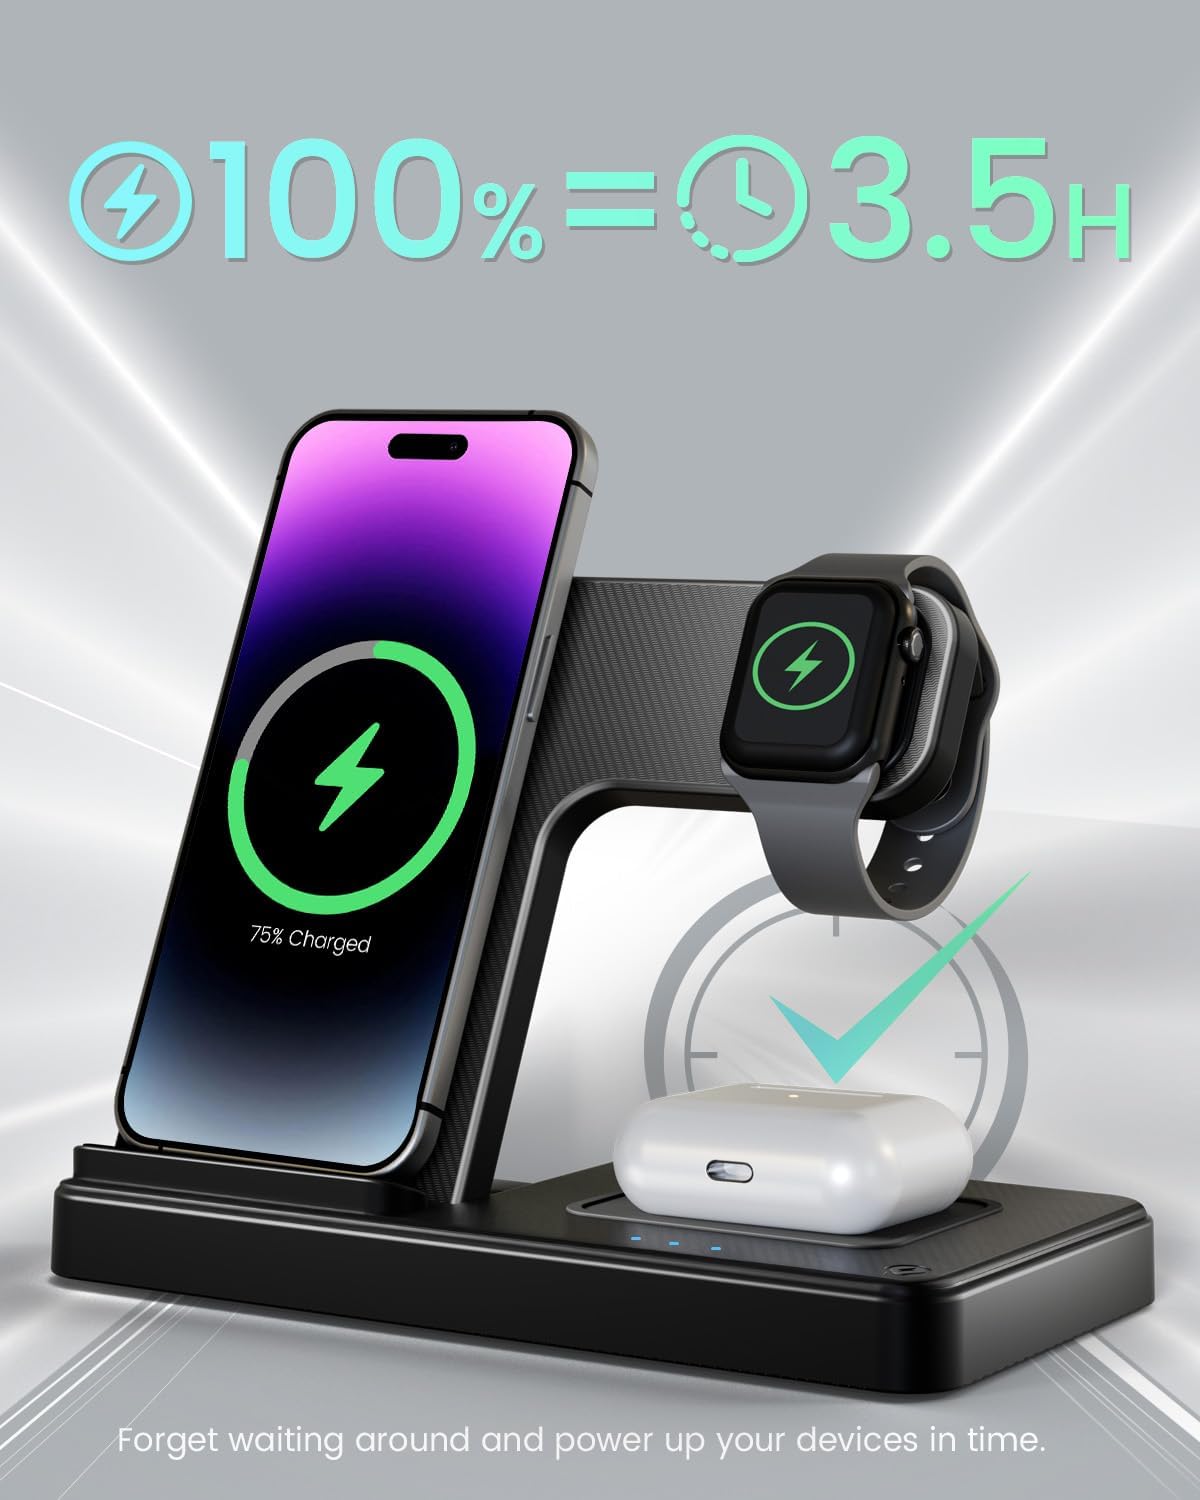 100%=3.5H
75% Charged
Forget waiting around and power up your devices in time.